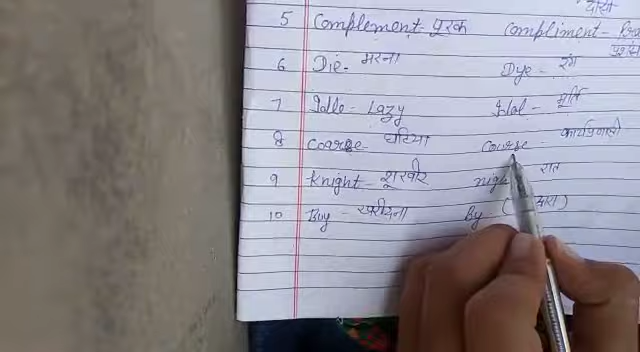 5 Complement - पूरक Compliment -
6 Die - मरना Dye - रंग
7 Idle - Lazy Idol - मूर्ति
8 Coarse - घटिया Course - कार्यप्रणाली
9 Knight - शूरवीर रात
10 Buy - खरीदना By -